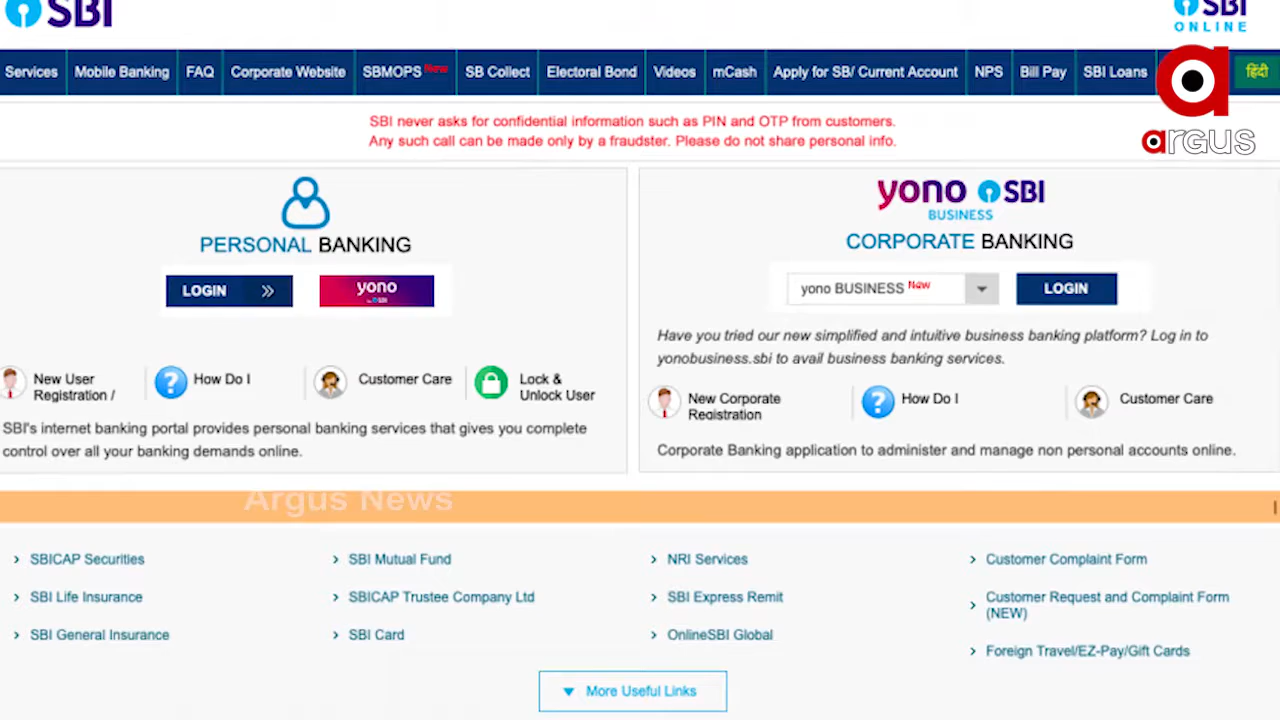 SBI
SBI
ONLINE
Services Mobile Banking FAQ Corporate Website SBMOPS New SB Collect Electoral Bond Videos mCash Apply for SB/ Current Account NPS Bill Pay SBI Loans हिंदी
a
argus
SBI never asks for confidential information such as PIN and OTP from customers.
Any such call can be made only by a fraudster. Please do not share personal info.
PERSONAL BANKING
LOGIN
yono
by SBI
New User
Registration /
How Do I
Customer Care
Lock &
Unlock User
SBI's internet banking portal provides personal banking services that gives you complete
control over all your banking demands online.
yono SBI
BUSINESS
CORPORATE BANKING
yono BUSINESS New
LOGIN
Have you tried our new simplified and intuitive business banking platform? Log in to
yonobusiness.sbi to avail business banking services.
New Corporate
Registration
How Do I
Customer Care
Corporate Banking application to administer and manage non personal accounts online.
Argus News
SBICAP Securities
SBI Life Insurance
SBI General Insurance
SBI Mutual Fund
SBICAP Trustee Company Ltd
SBI Card
NRI Services
SBI Express Remit
OnlineSBI Global
Customer Complaint Form
Customer Request and Complaint Form
(NEW)
Foreign Travel/EZ-Pay/Gift Cards
More Useful Links